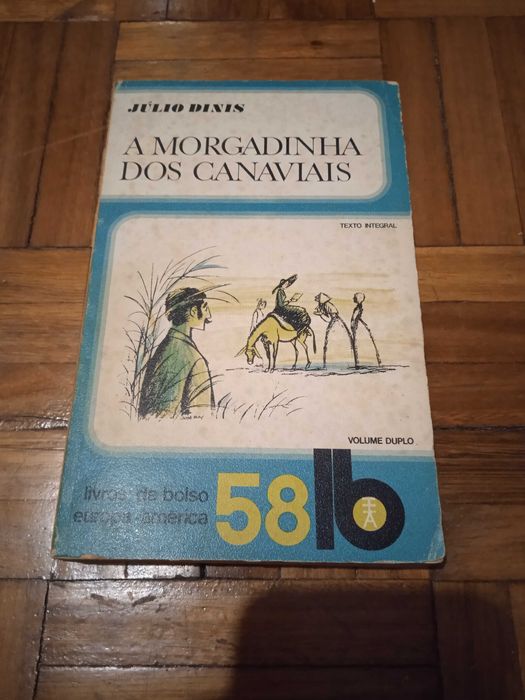 JÚLIO DINIS
A MORGADINHA
DOS CANAVIAIS
TEXTO INTEGRAL
VOLUME DUPLO
livros de bolso
europa-américa
58 lb